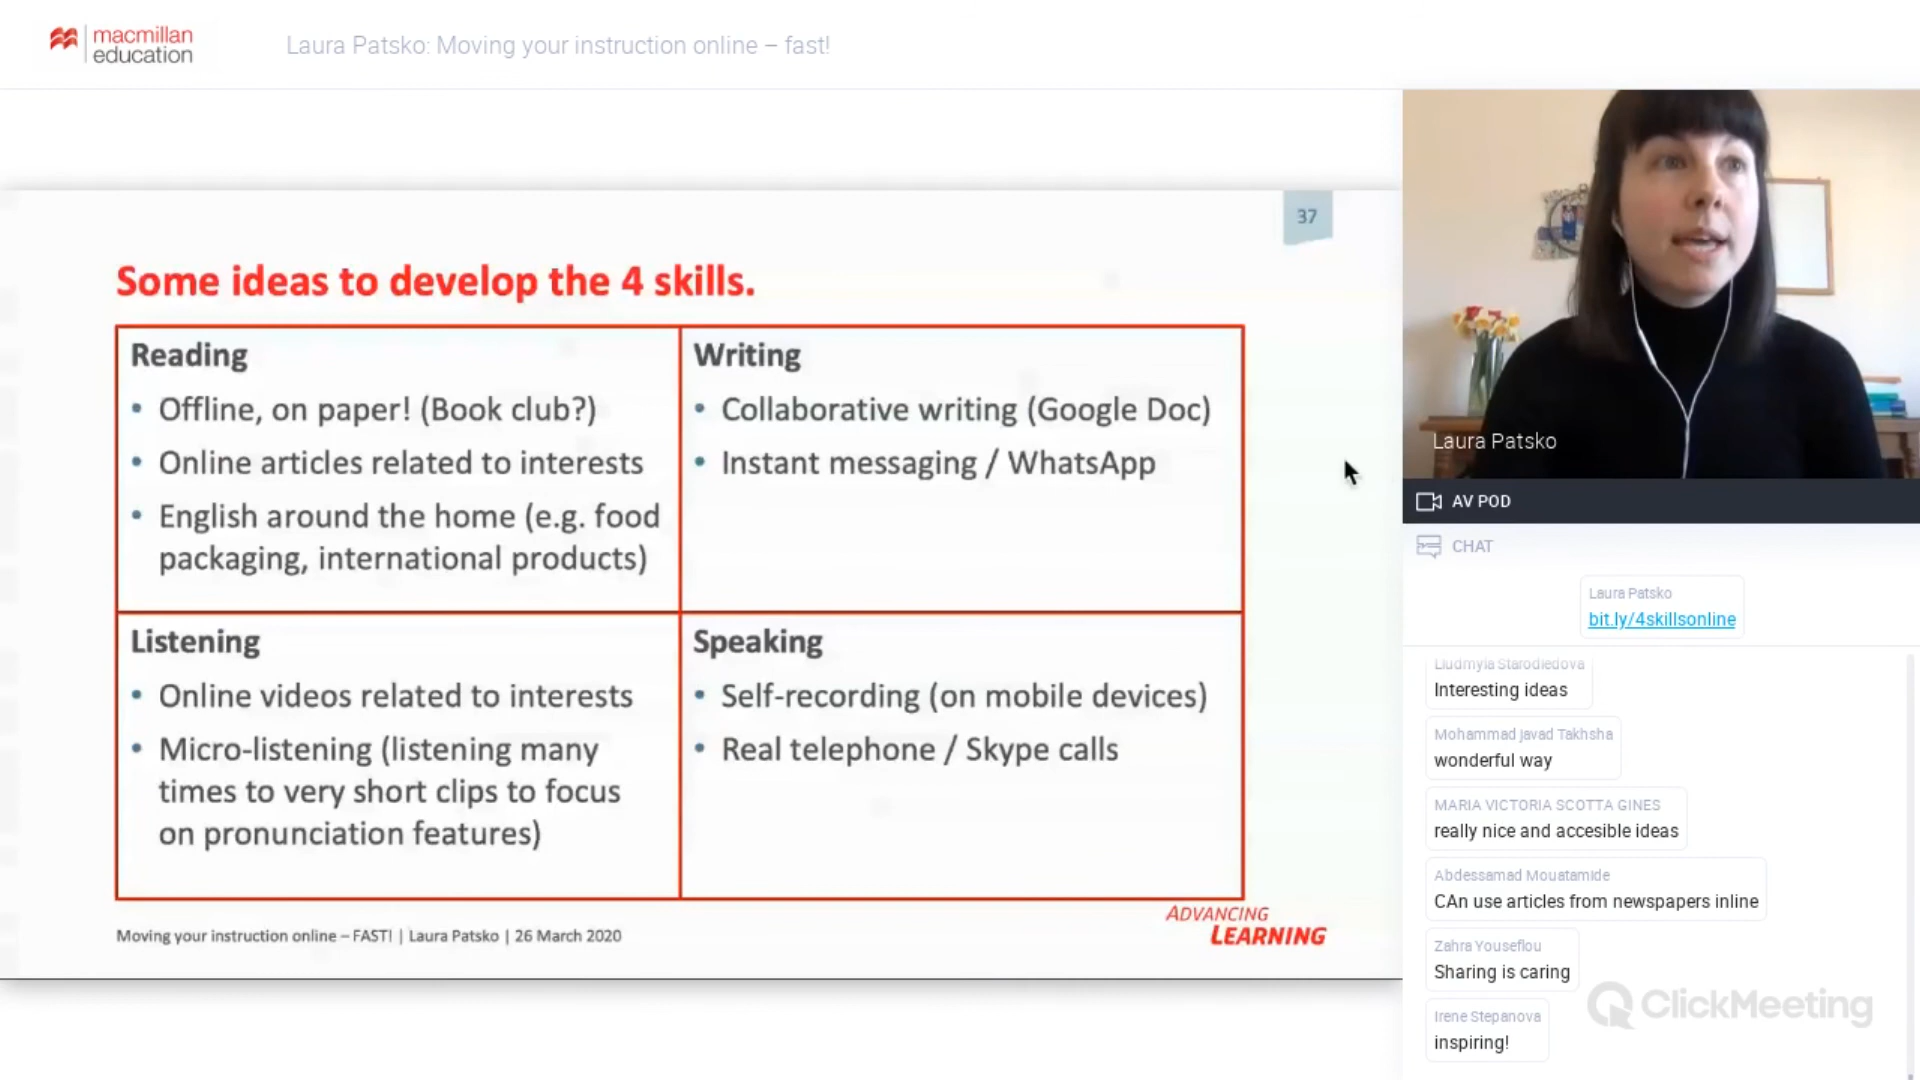 macmillan
education
Laura Patsko: Moving your instruction online – fast!
37
Some ideas to develop the 4 skills.
Reading
• Offline, on paper! (Book club?)
• Online articles related to interests
• English around the home (e.g. food
packaging, international products)
Writing
• Collaborative writing (Google Doc)
• Instant messaging / WhatsApp
Listening
• Online videos related to interests
• Micro-listening (listening many
times to very short clips to focus
on pronunciation features)
Speaking
• Self-recording (on mobile devices)
• Real telephone / Skype calls
Moving your instruction online – FAST! | Laura Patsko | 26 March 2020
ADVANCING
LEARNING
Laura Patsko
AV POD
CHAT
Laura Patsko
bit.ly/4skillsonline
Liudmyla Starodiedova
Interesting ideas
Mohammad javad Takhsha
wonderful way
MARIA VICTORIA SCOTTA GINES
really nice and accesible ideas
Abdessamad Mouatamide
CAn use articles from newspapers inline
Zahra Youseflou
Sharing is caring
Irene Stepanova
inspiring!
ClickMeeting